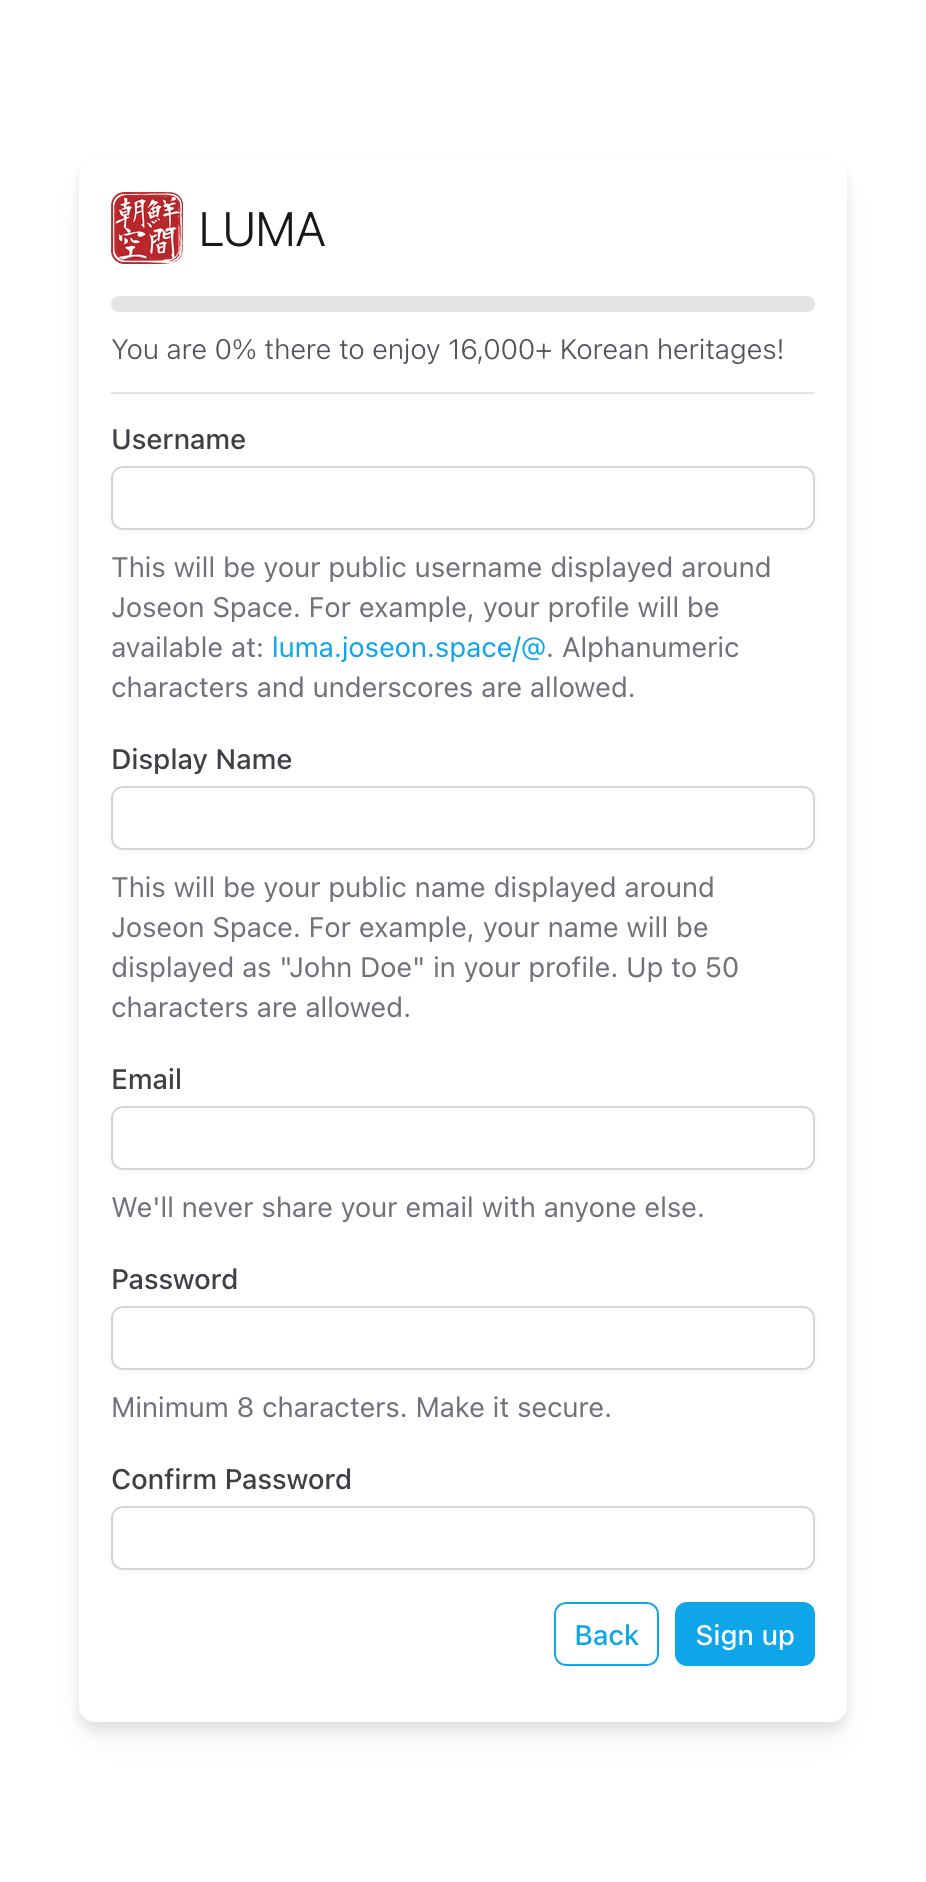 朝鮮
空間
LUMA
You are 0% there to enjoy 16,000+ Korean heritages!
Username
This will be your public username displayed around
Joseon Space. For example, your profile will be
available at: luma.joseon.space/@. Alphanumeric
characters and underscores are allowed.
Display Name
This will be your public name displayed around
Joseon Space. For example, your name will be
displayed as "John Doe" in your profile. Up to 50
characters are allowed.
Email
We'll never share your email with anyone else.
Password
Minimum 8 characters. Make it secure.
Confirm Password
Back
Sign up